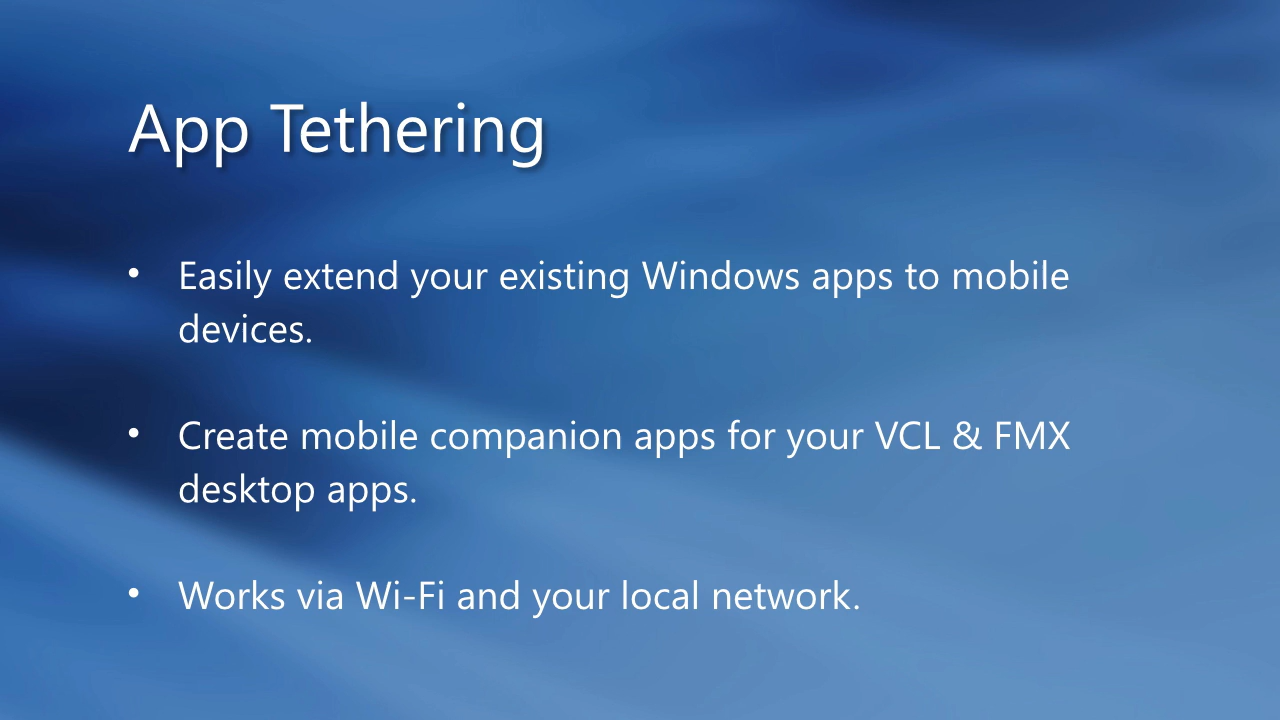 App Tethering
• Easily extend your existing Windows apps to mobile
devices.
• Create mobile companion apps for your VCL & FMX
desktop apps.
• Works via Wi-Fi and your local network.